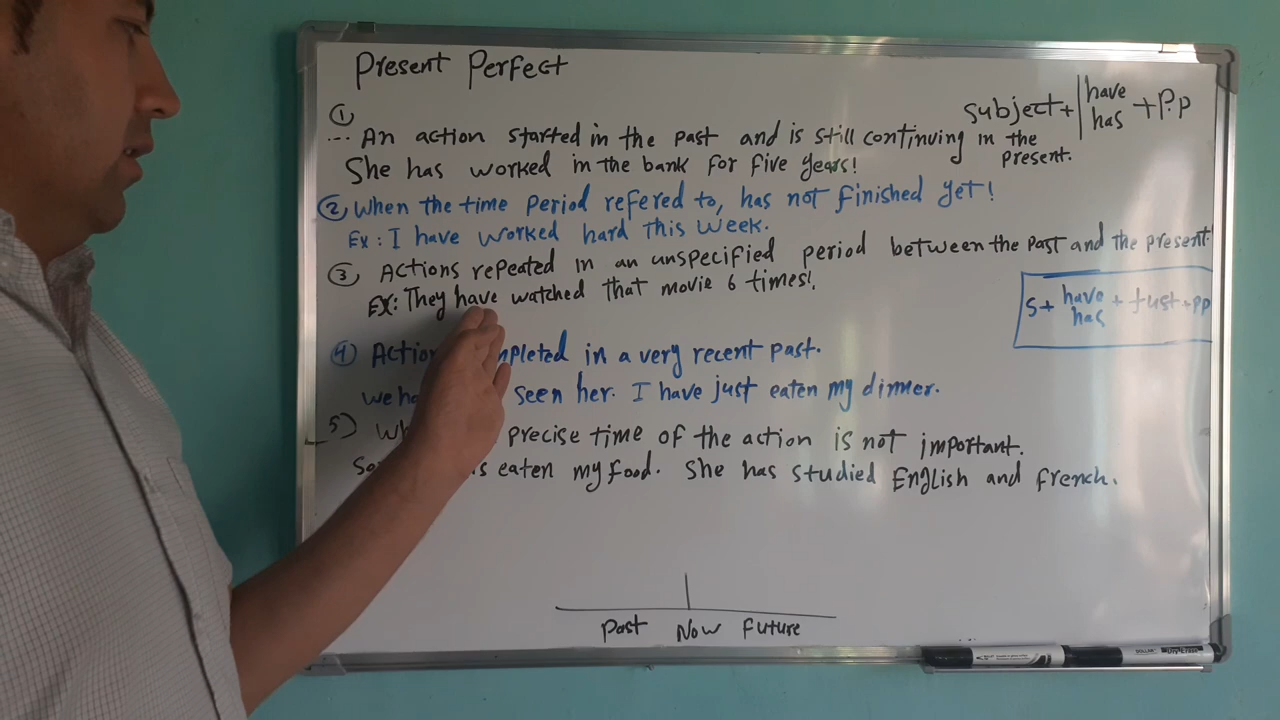 Present Perfect
subject+ have has + P.p
①
... An action started in the past and is still continuing in the present.
She has worked in the bank for five years!
② When the time period refered to, has not finished yet!
Ex: I have worked hard this week.
③ Actions repeated in an unspecified period between the past and the present.
EX: They have watched that movie 6 times!.
S+ have has + just + pp
④ Action completed in a very recent past.
we seen her. I have just eaten my dinner.
5) precise time of the action is not important.
eaten my food. She has studied English and french.
Past Now Future
DOLLAR Dry Erase